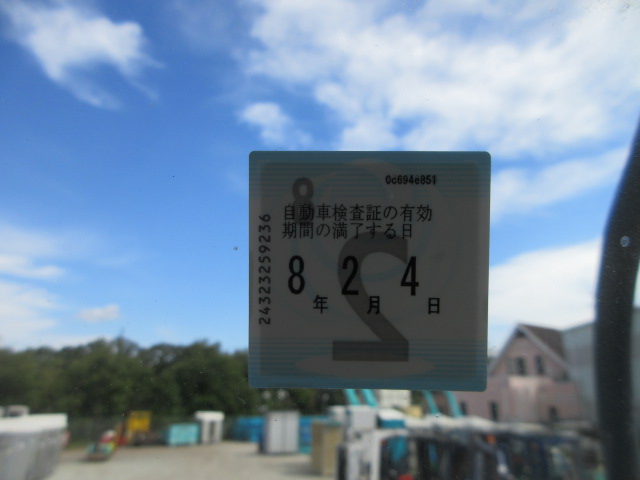 0c694e851
自動車検査証の有効
期間の満了する日
8年 2月 4日
24323259236